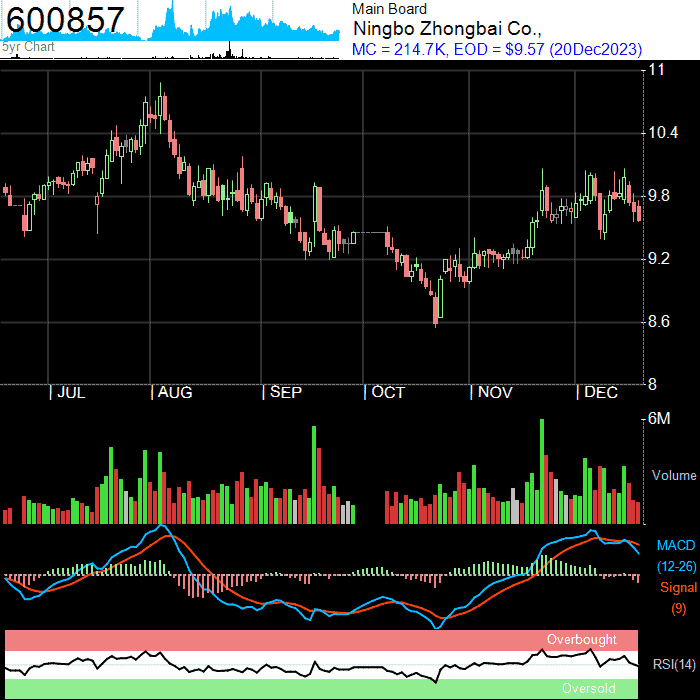 600857
5yr Chart
Main Board
Ningbo Zhongbai Co.,
MC = 214.7K, EOD = $9.57 (20Dec2023)
11
10.4
9.8
9.2
8.6
8
| JUL | AUG | SEP | OCT | NOV | DEC
6M
Volume
MACD
(12-26)
Signal
(9)
Overbought
RSI(14)
Oversold